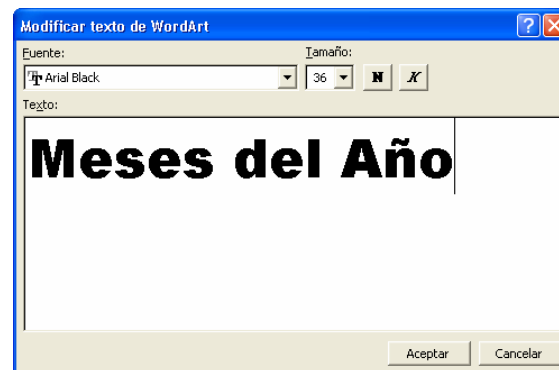 Modificar texto de WordArt
Fuente: Tamaño:
Arial Black 36 N K
Texto:
Meses del Año
Aceptar Cancelar